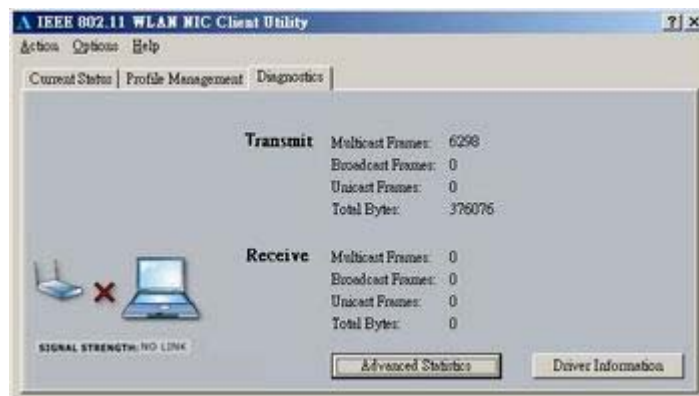 IEEE 802.11 WLAN NIC Client Utility
Action Options Help
Current Status Profile Management Diagnostics
Transmit
Multicast Frames: 6298
Broadcast Frames: 0
Unicast Frames: 0
Total Bytes: 376076
Receive
Multicast Frames: 0
Broadcast Frames: 0
Unicast Frames: 0
Total Bytes: 0
SIGNAL STRENGTH: NO LINK
Advanced Statistics Driver Information